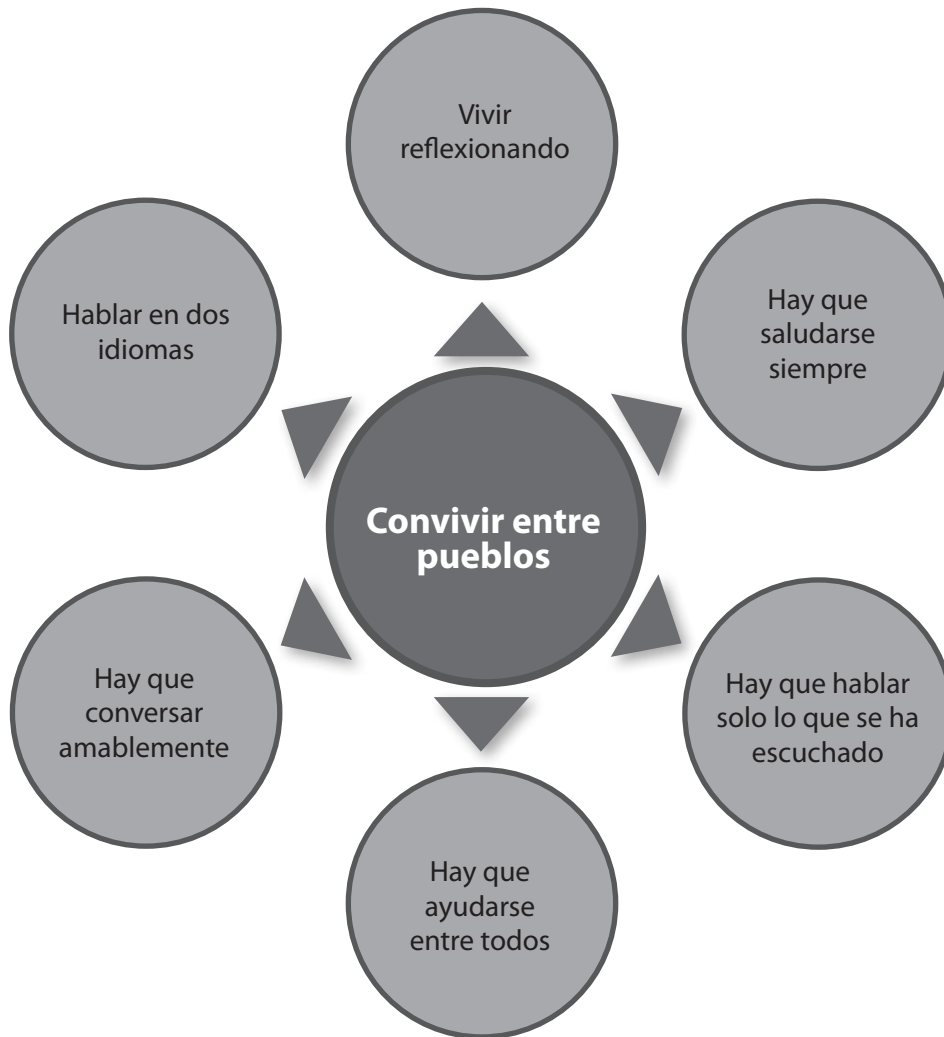 Vivir
reflexionando
Hablar en dos
idiomas
Hay que
saludarse
siempre
Convivir entre
pueblos
Hay que
conversar
amablemente
Hay que hablar
solo lo que se ha
escuchado
Hay que
ayudarse
entre todos